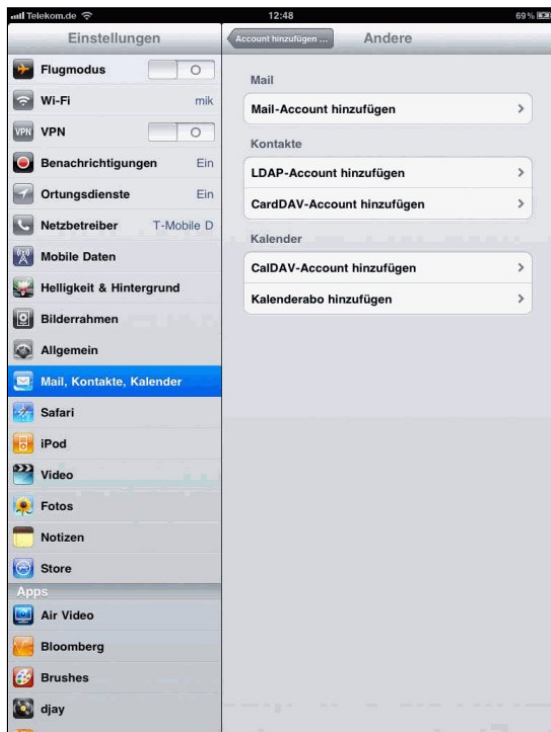 Telekom.de 12:48 69 %
Einstellungen
Flugmodus
Wi-Fi mik
VPN VPN
Benachrichtigungen Ein
Ortungsdienste Ein
Netzbetreiber T-Mobile D
Mobile Daten
Helligkeit & Hintergrund
Bilderrahmen
Allgemein
Mail, Kontakte, Kalender
Safari
iPod
Video
Fotos
Notizen
Store
Apps
Air Video
Bloomberg
Brushes
djay
Account hinzufügen ... Andere
Mail
Mail-Account hinzufügen
Kontakte
LDAP-Account hinzufügen
CardDAV-Account hinzufügen
Kalender
CalDAV-Account hinzufügen
Kalenderabo hinzufügen